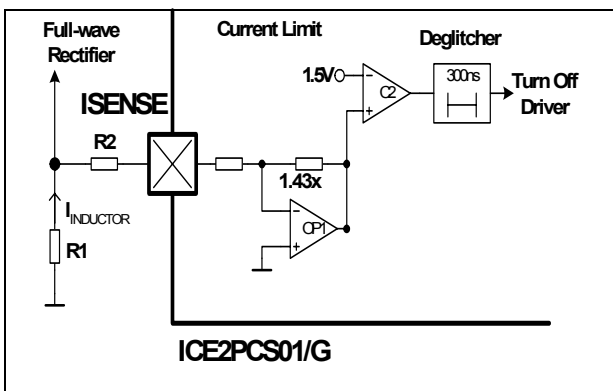 Full-wave
Rectifier
Current Limit
Deglitcher
1.5V
C2
300ns
Turn Off
Driver
ISENSE
R2
1.43x
IINDUCTOR
R1
OP1
ICE2PCS01/G